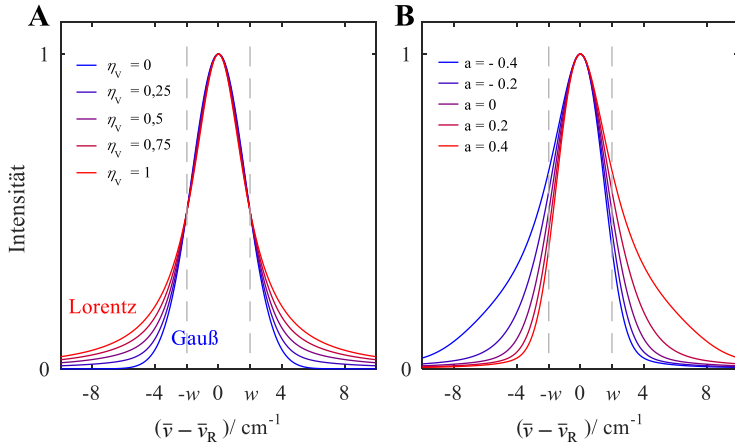 A
1
η_V = 0
η_V = 0,25
η_V = 0,5
η_V = 0,75
η_V = 1
Intensität
Lorentz
Gauß
0
-8 -4 -w 0 w 4 8
(ν̅ − ν̅_R)/ cm⁻¹
B
1
a = - 0.4
a = - 0.2
a = 0
a = 0.2
a = 0.4
0
-8 -4 -w 0 w 4 8
(ν̅ − ν̅_R)/ cm⁻¹